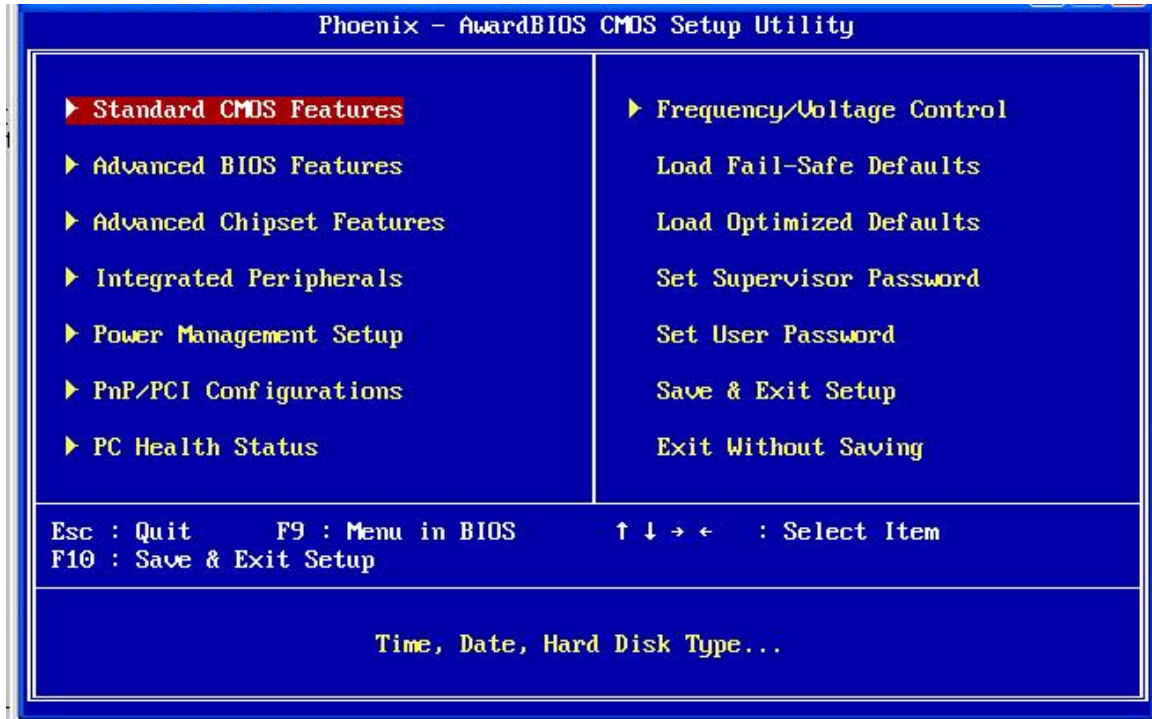 Phoenix - AwardBIOS CMOS Setup Utility
Standard CMOS Features
Advanced BIOS Features
Advanced Chipset Features
Integrated Peripherals
Power Management Setup
PnP/PCI Configurations
PC Health Status
Frequency/Voltage Control
Load Fail-Safe Defaults
Load Optimized Defaults
Set Supervisor Password
Set User Password
Save & Exit Setup
Exit Without Saving
Esc : Quit F9 : Menu in BIOS ↑ ↓ → ← : Select Item
F10 : Save & Exit Setup
Time, Date, Hard Disk Type...